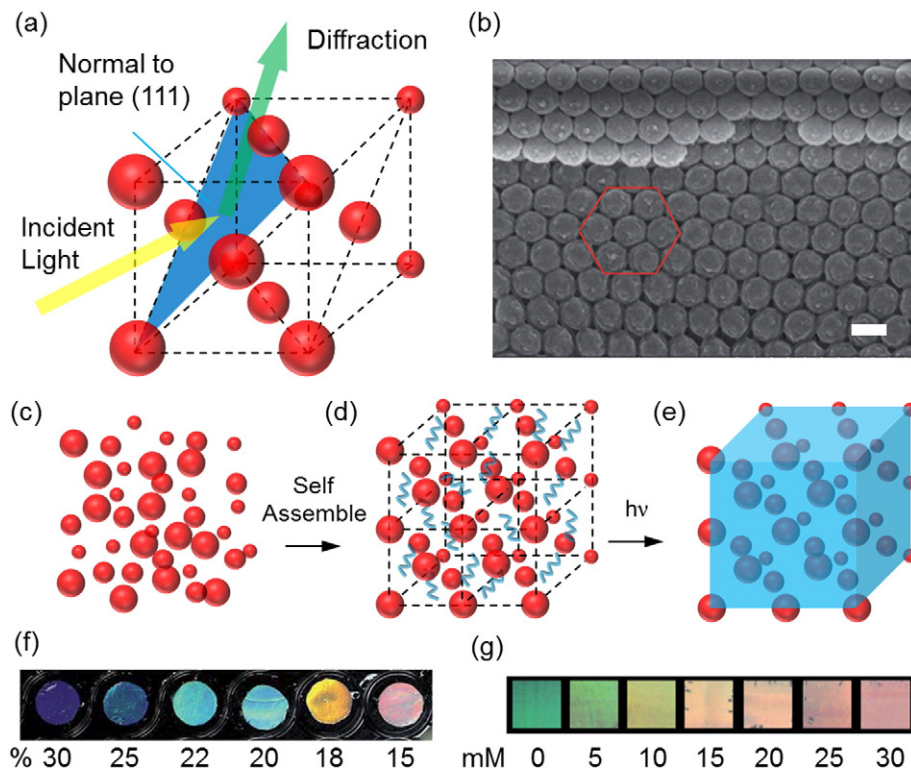 (a)
Diffraction
Normal to
plane (111)
Incident
Light
(b)
(c)
Self
Assemble
(d)
hν
(e)
(f)
% 30 25 22 20 18 15
(g)
mM 0 5 10 15 20 25 30